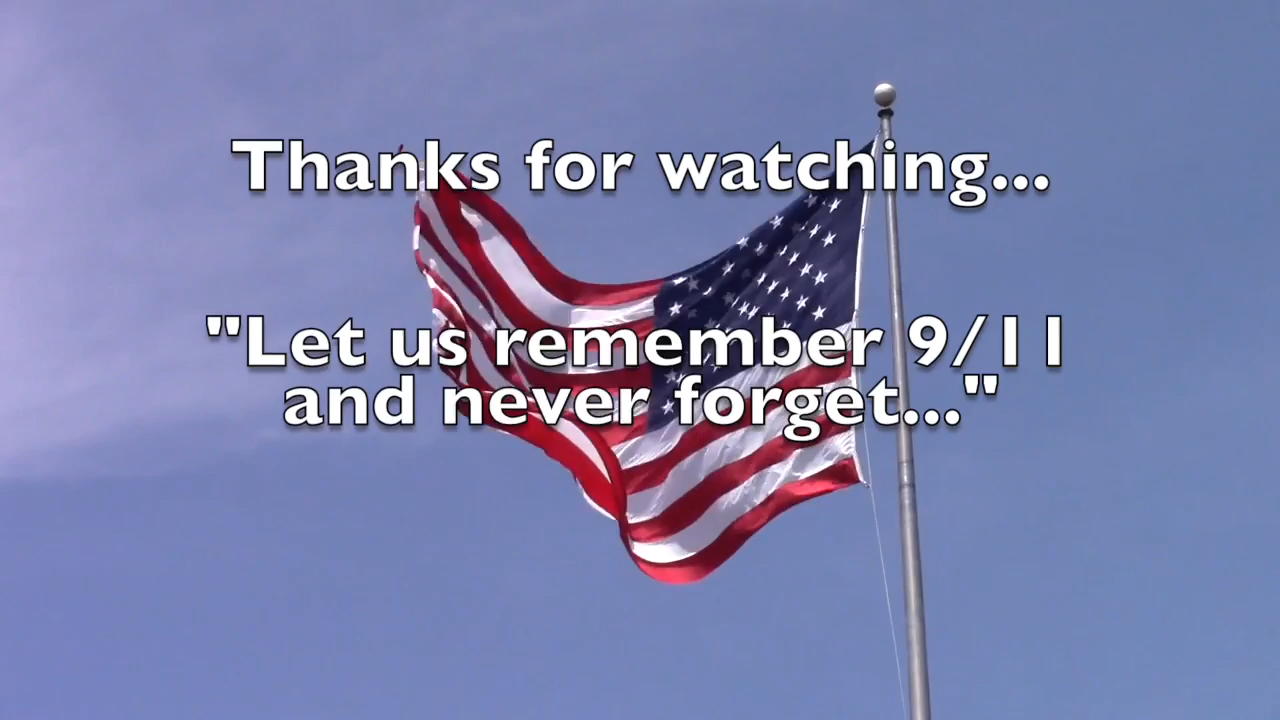 Thanks for watching...
"Let us remember 9/11
and never forget..."